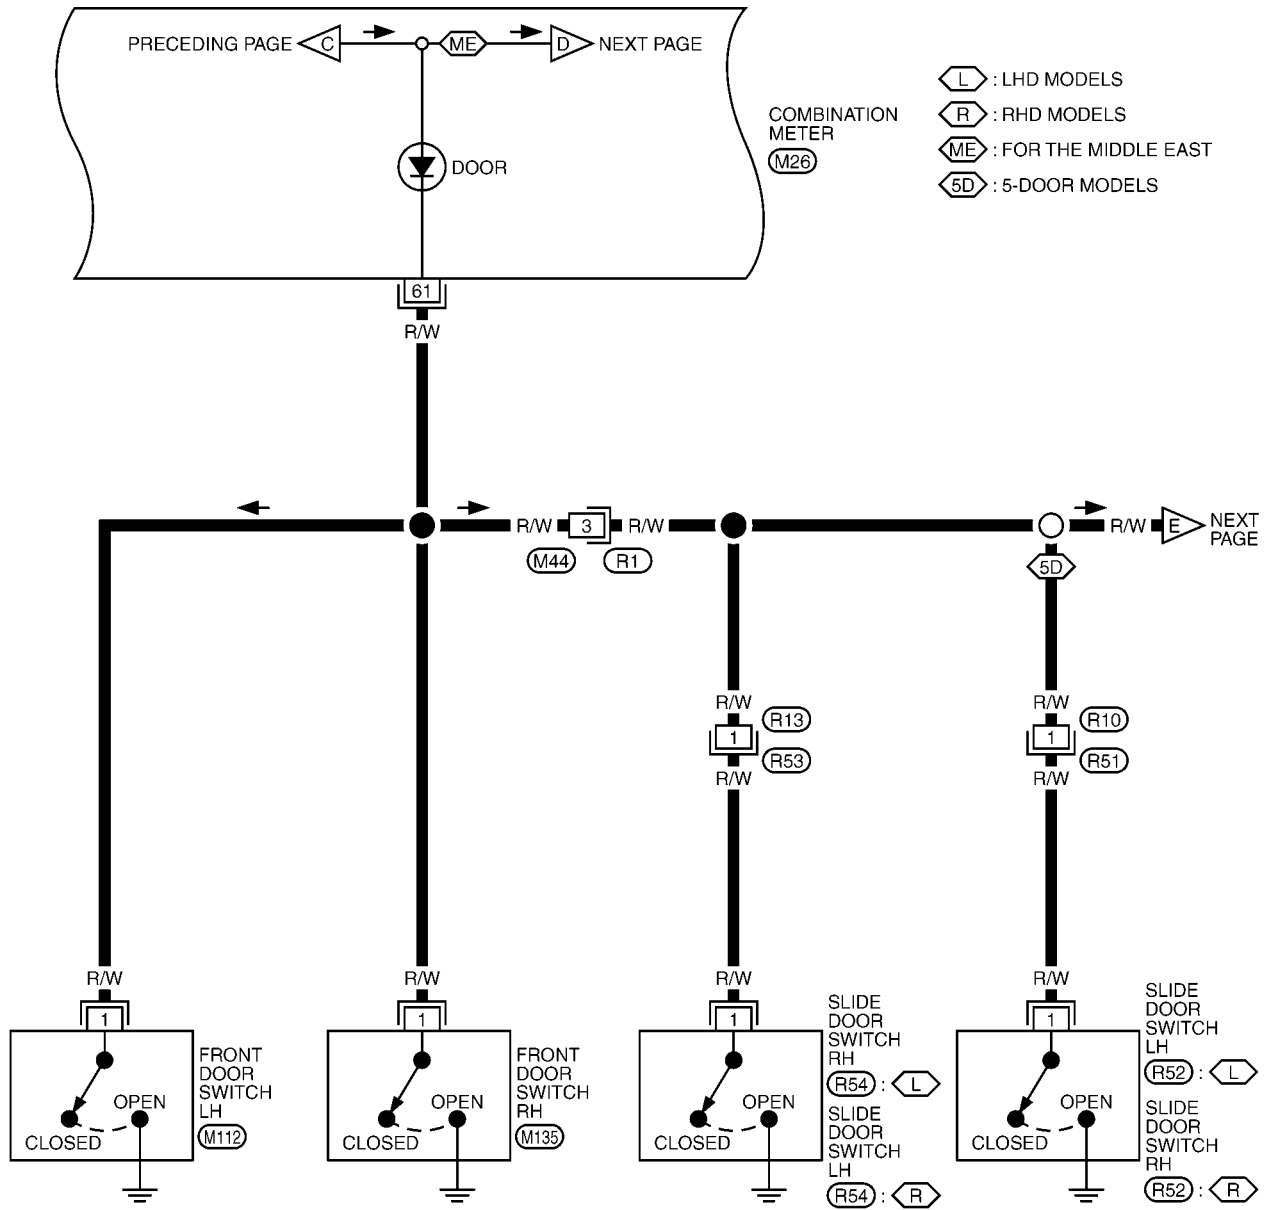 PRECEDING PAGE C ME D NEXT PAGE
L : LHD MODELS
R : RHD MODELS
ME : FOR THE MIDDLE EAST
5D : 5-DOOR MODELS
COMBINATION
METER
M26
DOOR
61
R/W
R/W 3 R/W
M44 R1
R/W E NEXT
PAGE
5D
R/W
R13
1
R53
R/W
R/W
R10
1
R51
R/W
R/W
1
FRONT
DOOR
SWITCH
LH
M112
OPEN
CLOSED
R/W
1
FRONT
DOOR
SWITCH
RH
M135
OPEN
CLOSED
R/W
1
SLIDE
DOOR
SWITCH
RH
R54 : L
SLIDE
DOOR
SWITCH
LH
R54 : R
OPEN
CLOSED
R/W
1
SLIDE
DOOR
SWITCH
LH
R52 : L
SLIDE
DOOR
SWITCH
RH
R52 : R
OPEN
CLOSED